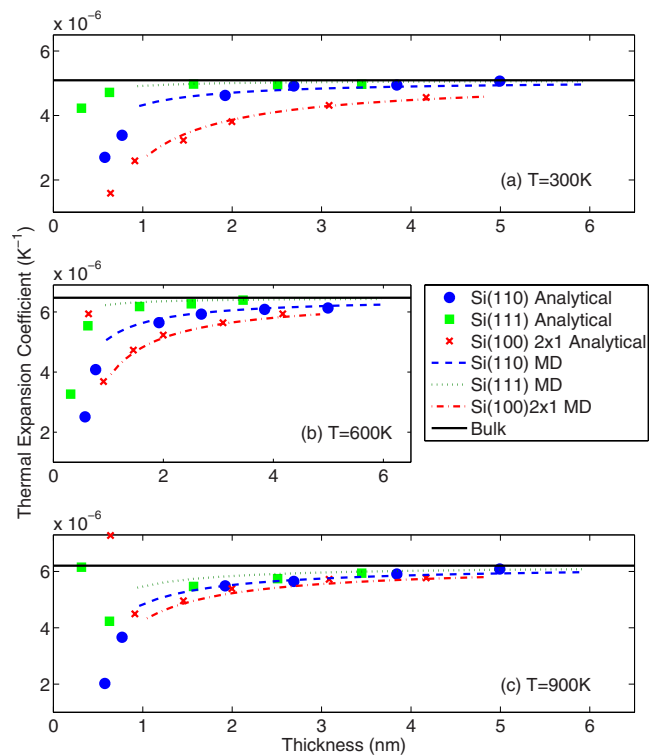 x 10⁻⁶
6
4
2
0
1
2
3
4
5
6
(a) T=300K
Thermal Expansion Coefficient (K⁻¹)
x 10⁻⁶
6
4
2
0
2
4
6
(b) T=600K
Si(110) Analytical
Si(111) Analytical
Si(100) 2x1 Analytical
Si(110) MD
Si(111) MD
Si(100)2x1 MD
Bulk
x 10⁻⁶
6
4
2
0
1
2
3
4
5
6
(c) T=900K
Thickness (nm)